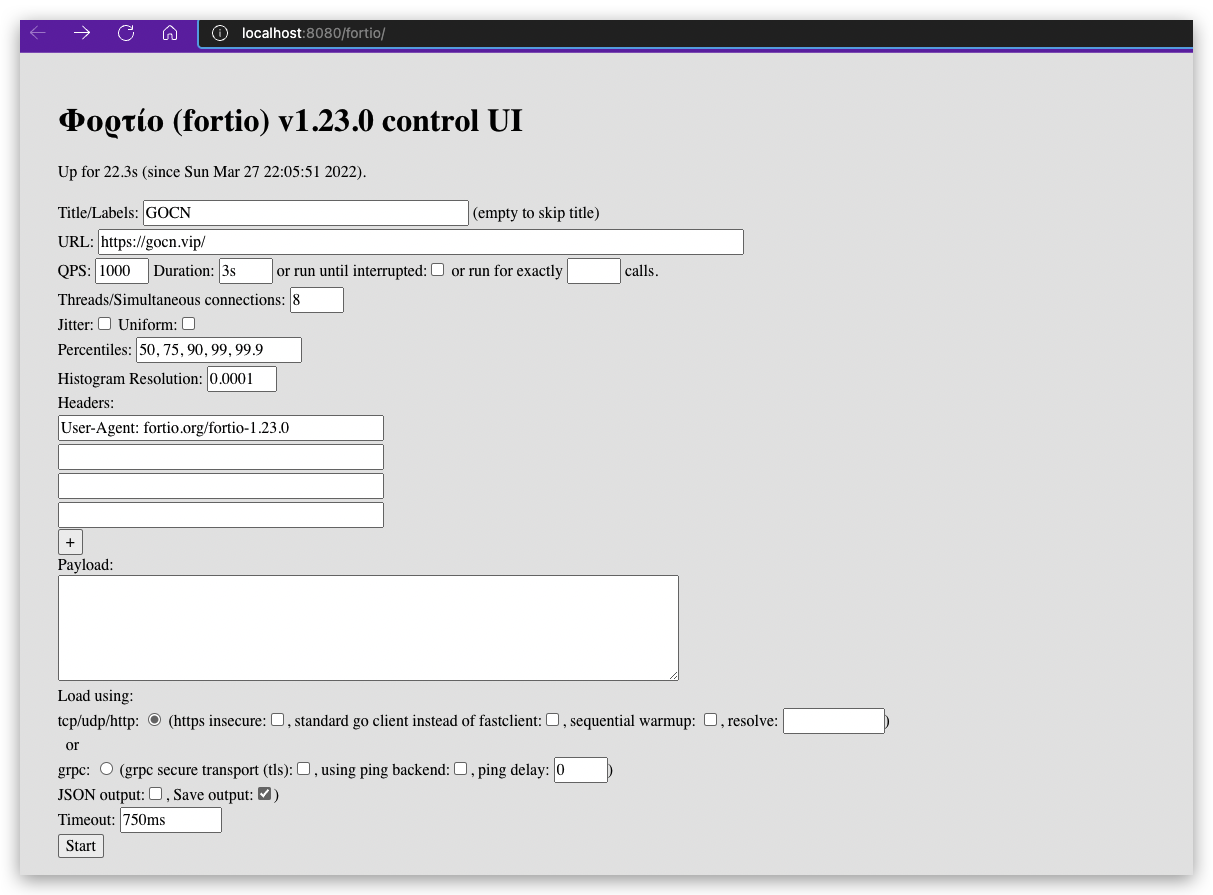 localhost:8080/fortio/
Φορτίο (fortio) v1.23.0 control UI
Up for 22.3s (since Sun Mar 27 22:05:51 2022).
Title/Labels: GOCN (empty to skip title)
URL: https://gocn.vip/
QPS: 1000 Duration: 3s or run until interrupted: or run for exactly calls.
Threads/Simultaneous connections: 8
Jitter: Uniform:
Percentiles: 50, 75, 90, 99, 99.9
Histogram Resolution: 0.0001
Headers:
User-Agent: fortio.org/fortio-1.23.0
+
Payload:
Load using:
tcp/udp/http: (https insecure: , standard go client instead of fastclient: , sequential warmup: , resolve: )
or
grpc: (grpc secure transport (tls): , using ping backend: , ping delay: 0)
JSON output: , Save output: )
Timeout: 750ms
Start